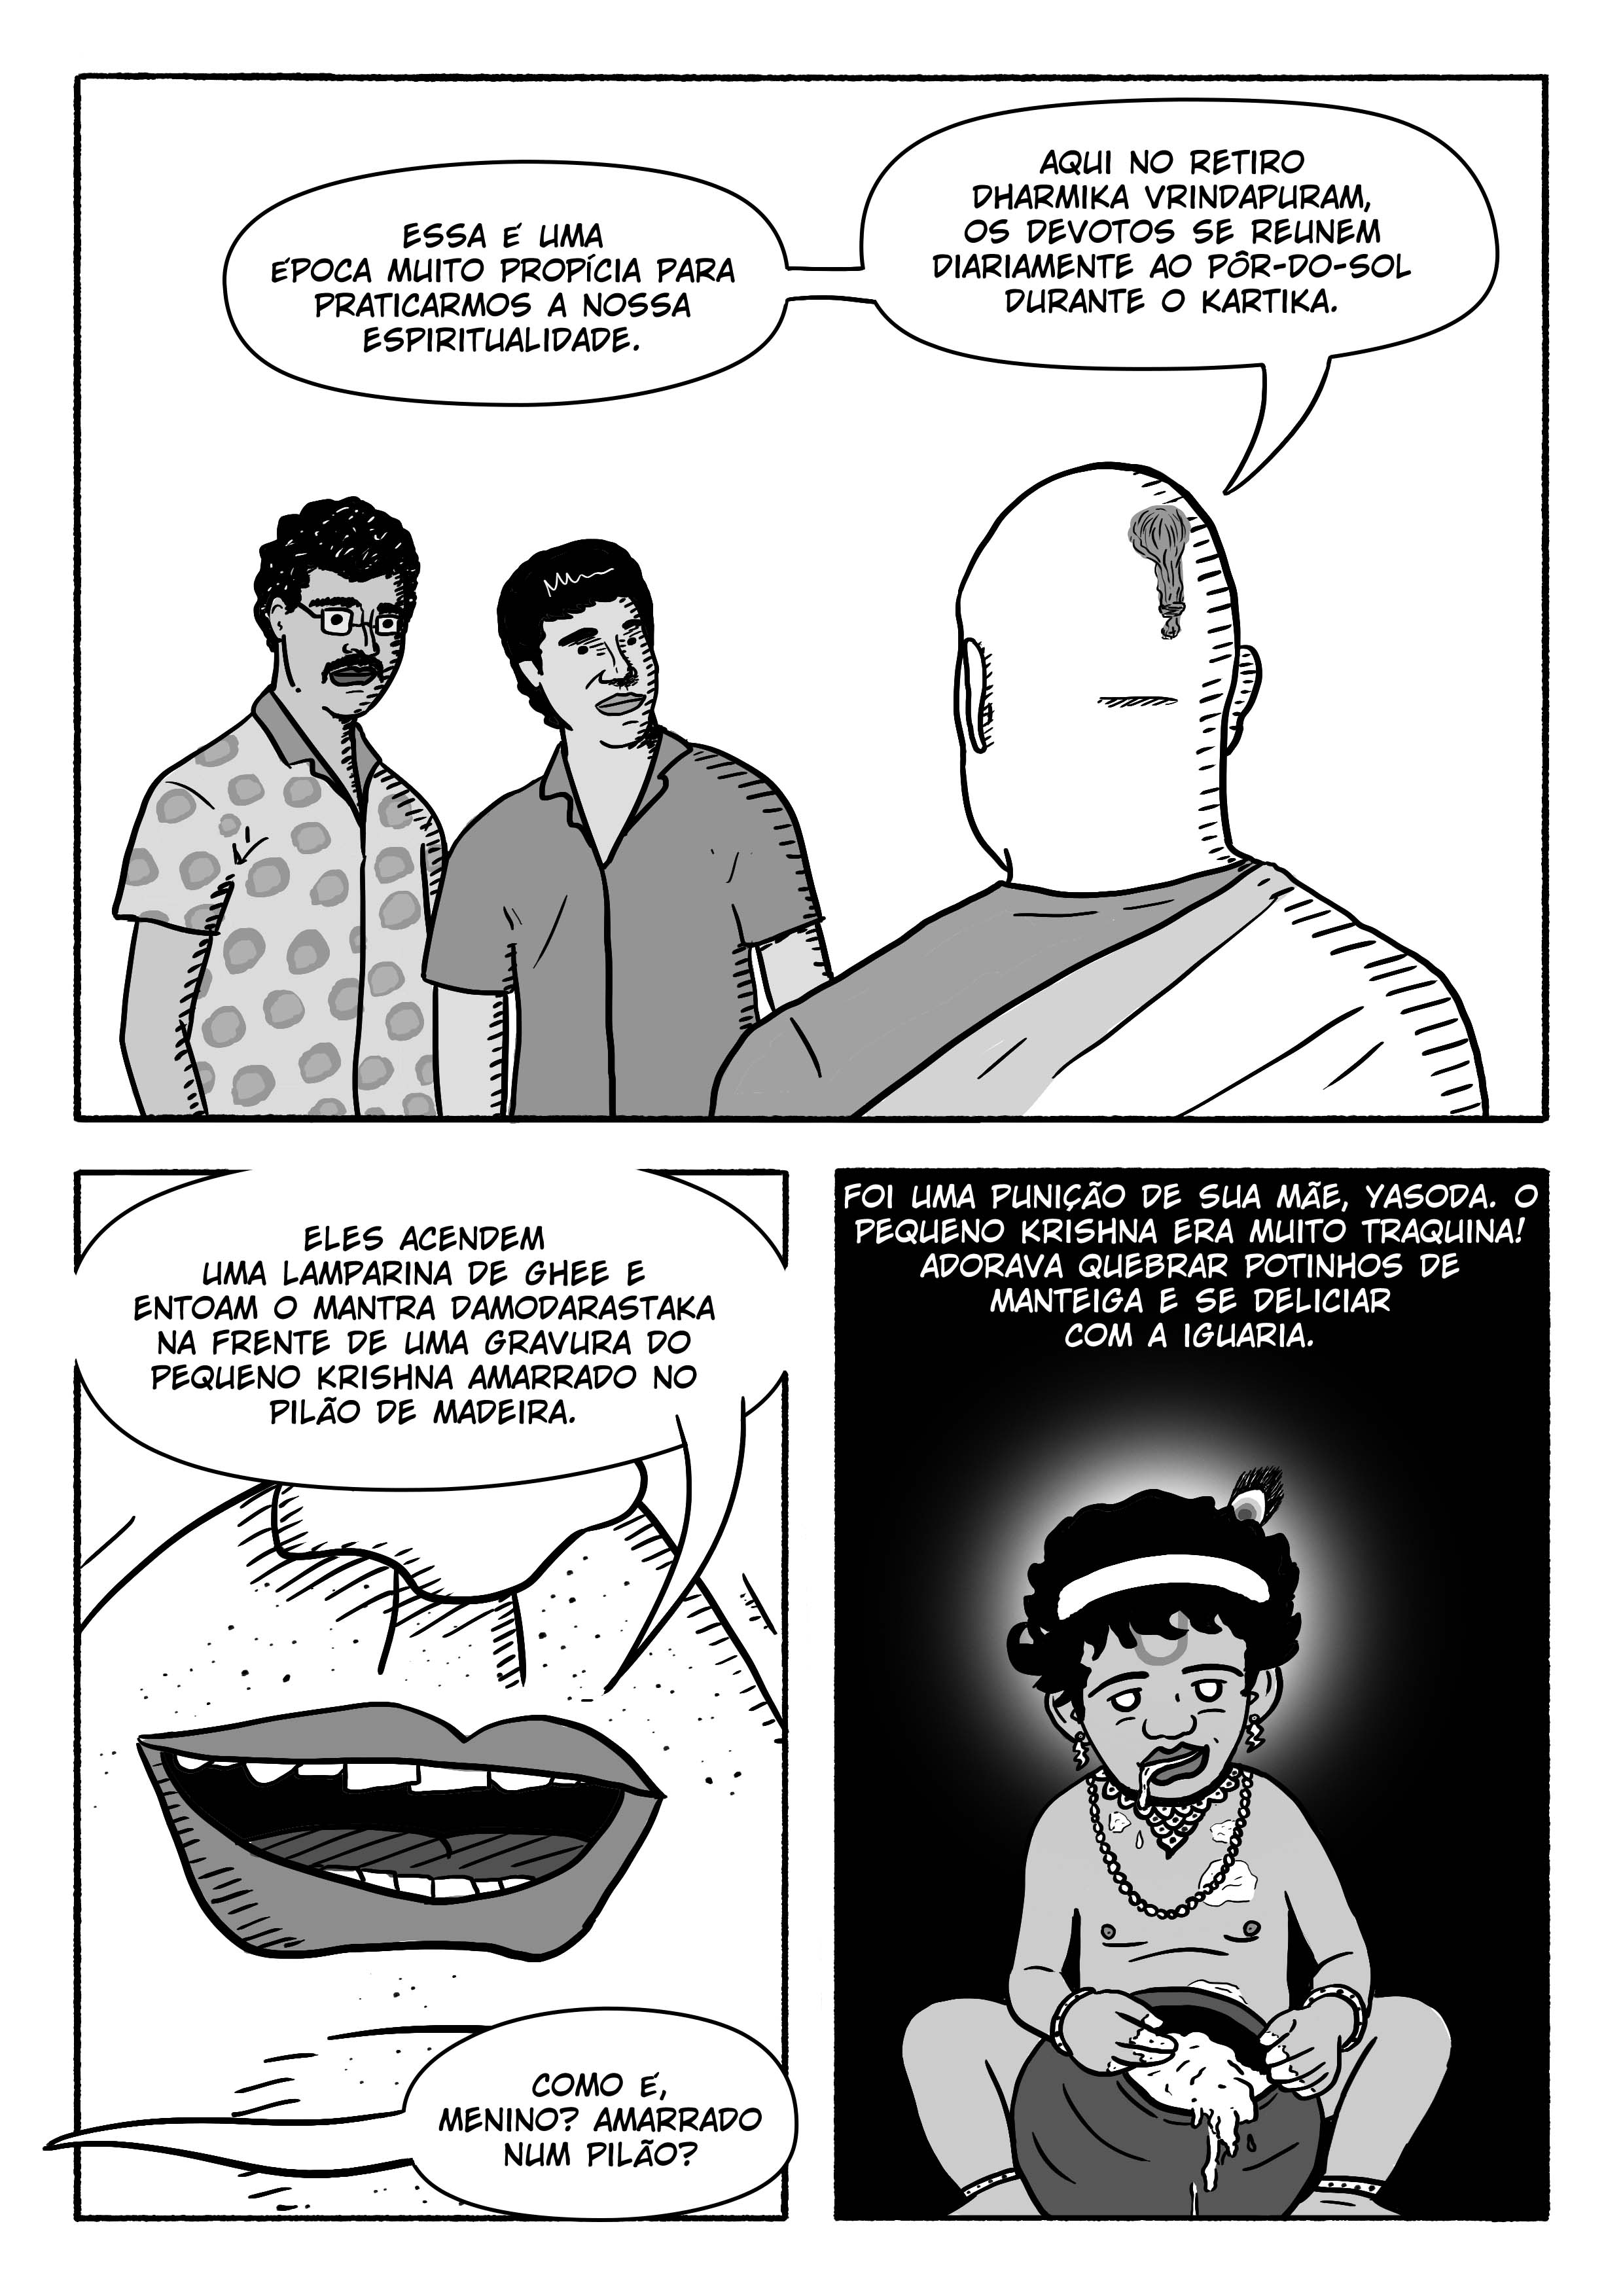 ESSA É UMA
ÉPOCA MUITO PROPÍCIA PARA
PRATICARMOS A NOSSA
ESPIRITUALIDADE.
AQUI NO RETIRO
DHARMIKA VRINDAPURAM,
OS DEVOTOS SE REUNEM
DIARIAMENTE AO PÔR-DO-SOL
DURANTE O KARTIKA.
ELES ACENDEM
UMA LAMPARINA DE GHEE E
ENTOAM O MANTRA DAMODARASTAKA
NA FRENTE DE UMA GRAVURA DO
PEQUENO KRISHNA AMARRADO NO
PILÃO DE MADEIRA.
COMO É,
MENINO? AMARRADO
NUM PILÃO?
FOI UMA PUNIÇÃO DE SUA MÃE, YASODA. O
PEQUENO KRISHNA ERA MUITO TRAQUINA!
ADORAVA QUEBRAR POTINHOS DE
MANTEIGA E SE DELICIAR
COM A IGUARIA.